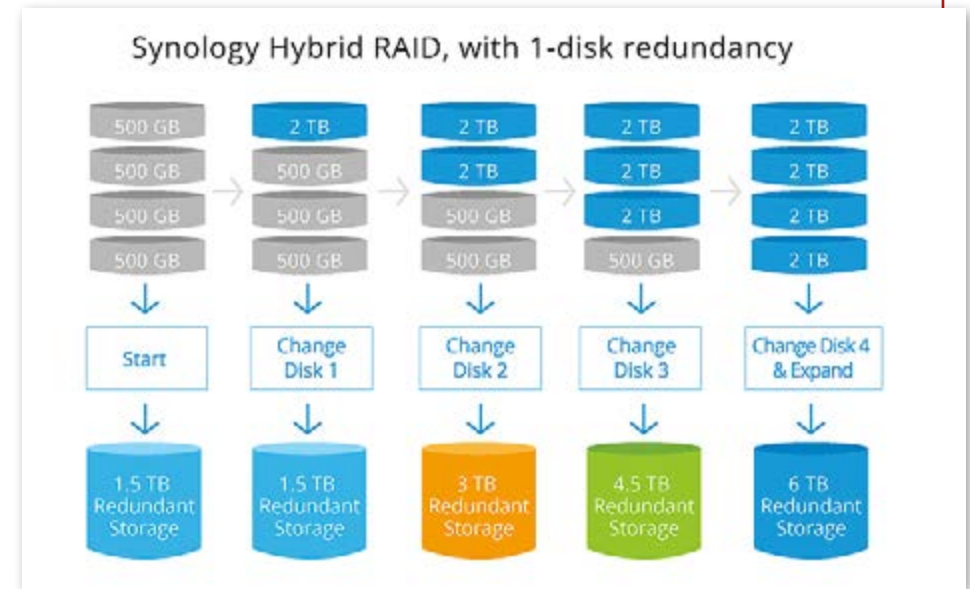 Synology Hybrid RAID, with 1-disk redundancy
500 GB
500 GB
500 GB
500 GB
2 TB
500 GB
500 GB
500 GB
2 TB
2 TB
500 GB
500 GB
2 TB
2 TB
2 TB
500 GB
2 TB
2 TB
2 TB
2 TB
Start
Change
Disk 1
Change
Disk 2
Change
Disk 3
Change Disk 4
& Expand
1.5 TB
Redundant
Storage
1.5 TB
Redundant
Storage
3 TB
Redundant
Storage
4.5 TB
Redundant
Storage
6 TB
Redundant
Storage